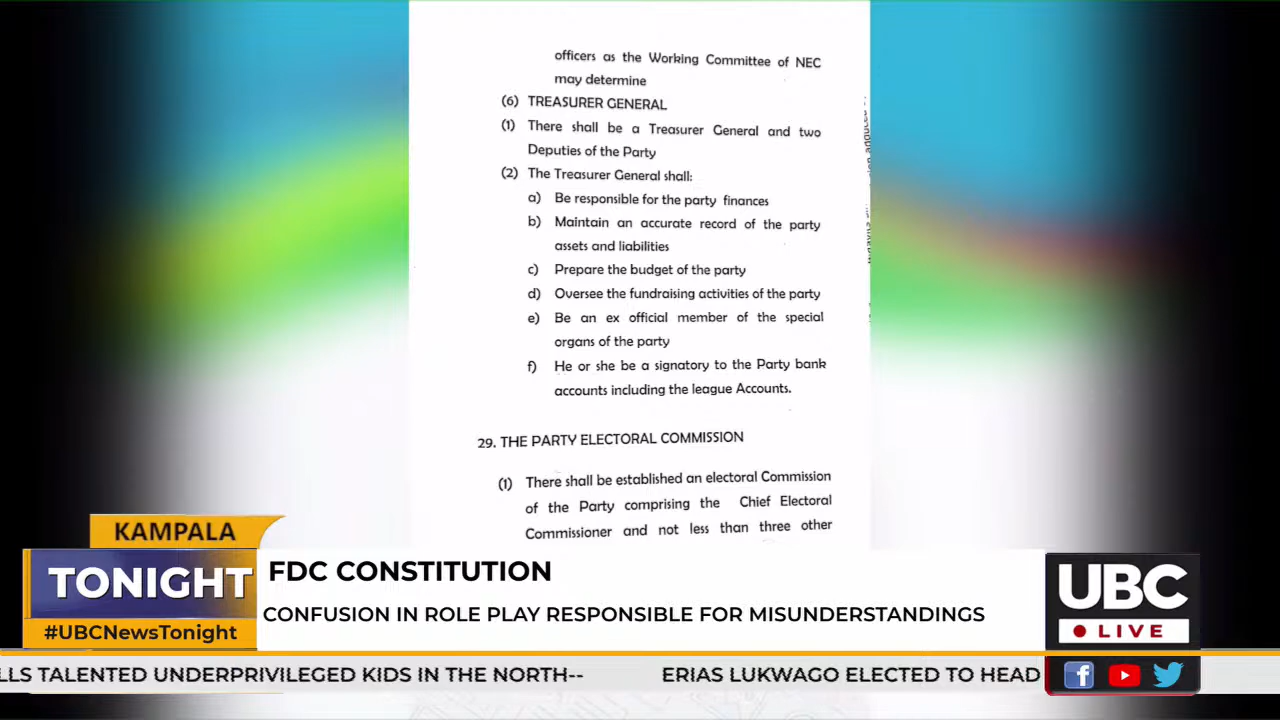 officers as the Working Committee of NEC
may determine
(6) TREASURER GENERAL
(1) There shall be a Treasurer General and two
Deputies of the Party
(2) The Treasurer General shall:
a) Be responsible for the party finances
b) Maintain an accurate record of the party
assets and liabilities
c) Prepare the budget of the party
d) Oversee the fundraising activities of the party
e) Be an ex official member of the special
organs of the party
f) He or she be a signatory to the Party bank
accounts including the league Accounts.
29. THE PARTY ELECTORAL COMMISSION
(1) There shall be established an electoral Commission
of the Party comprising the Chief Electoral
Commissioner and not less than three other
KAMPALA
TONIGHT
#UBCNewsTonight
FDC CONSTITUTION
CONFUSION IN ROLE PLAY RESPONSIBLE FOR MISUNDERSTANDINGS
UBC
LIVE
LLS TALENTED UNDERPRIVILEGED KIDS IN THE NORTH-- ERIAS LUKWAGO ELECTED TO HEAD